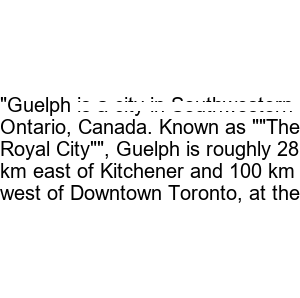 "Guelph is a city in Southwestern
Ontario, Canada. Known as ""The
Royal City"", Guelph is roughly 28
km east of Kitchener and 100 km
west of Downtown Toronto, at the